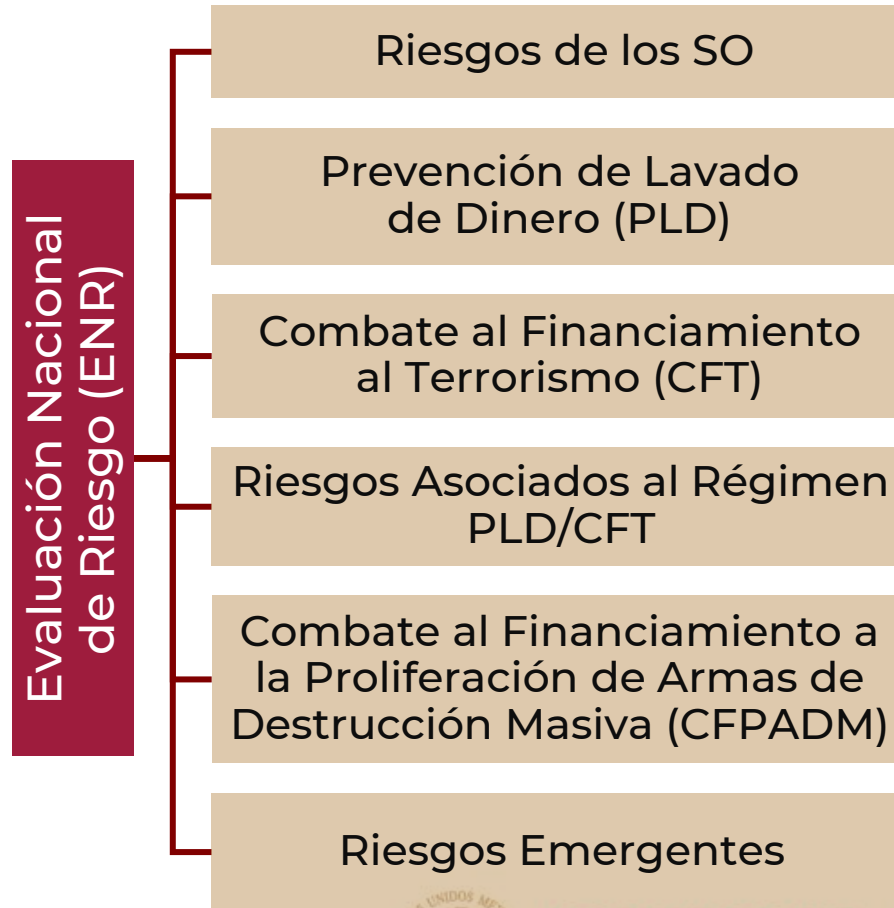 Evaluación Nacional
de Riesgo (ENR)
Riesgos de los SO
Prevención de Lavado
de Dinero (PLD)
Combate al Financiamiento
al Terrorismo (CFT)
Riesgos Asociados al Régimen
PLD/CFT
Combate al Financiamiento a
la Proliferación de Armas de
Destrucción Masiva (CFPADM)
Riesgos Emergentes
UNIDOS